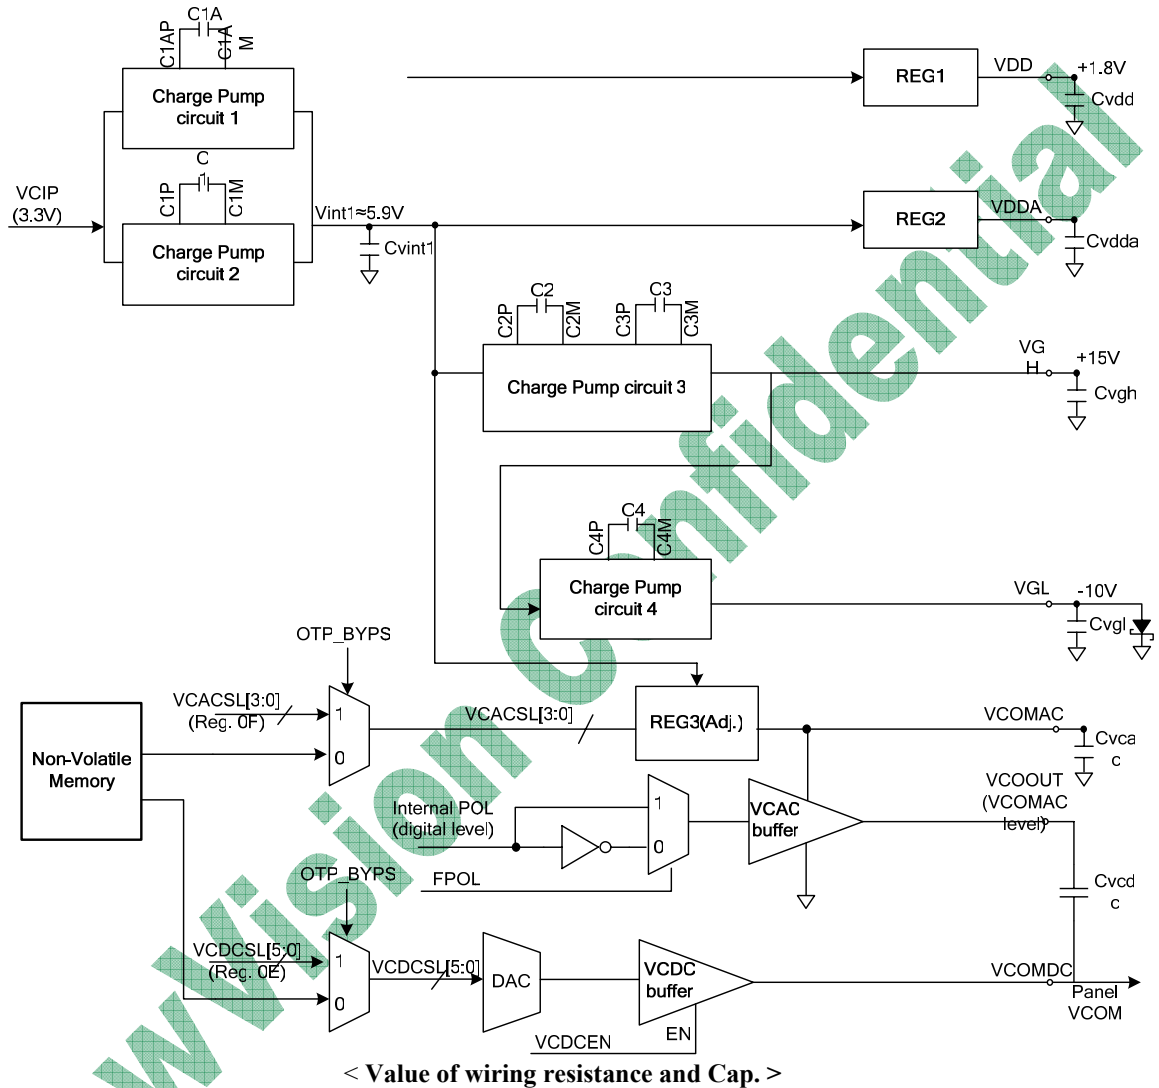 C1A
C1AP
C1A
M
Charge Pump
circuit 1
REG1
VDD
+1.8V
Cvdd
C
1
C1P
C1M
VCIP
(3.3V)
Charge Pump
circuit 2
Vint1≈5.9V
Cvint1
REG2
VDDA
Cvdda
C2
C2P
C2M
C3
C3P
C3M
Charge Pump circuit 3
VG
H
+15V
Cvgh
C4
C4P
C4M
Charge Pump
circuit 4
VGL
-10V
Cvgl
OTP_BYPS
VCACSL[3:0]
(Reg. 0F)
1
0
VCACSL[3:0]
REG3(Adj.)
VCOMAC
Cvca
c
Non-Volatile
Memory
Internal POL
(digital level)
1
0
FPOL
VCAC
buffer
VCOOUT
(VCOMAC
level)
Cvcd
c
OTP_BYPS
VCDCSL[5:0]
(Reg. 0E)
1
0
VCDCSL[5:0]
DAC
VCDC
buffer
VCOMDC
Panel
VCOM
VCDCEN
EN
wVision Confidential
< Value of wiring resistance and Cap. >